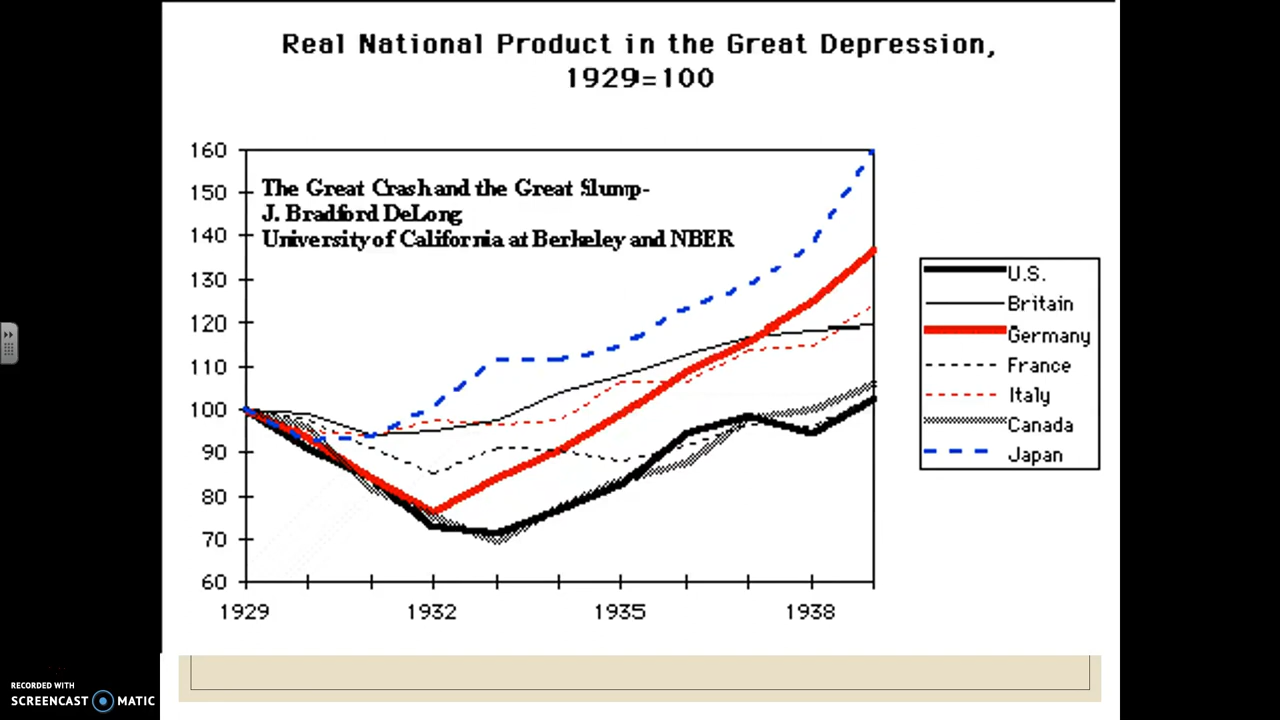 Real National Product in the Great Depression,
1929=100
160
150
140
130
120
110
100
90
80
70
60
The Great Crash and the Great Slump-
J. Bradford DeLong
University of California at Berkeley and NBER
1929
1932
1935
1938
U.S.
Britain
Germany
France
Italy
Canada
Japan
RECORDED WITH
SCREENCAST MATIC